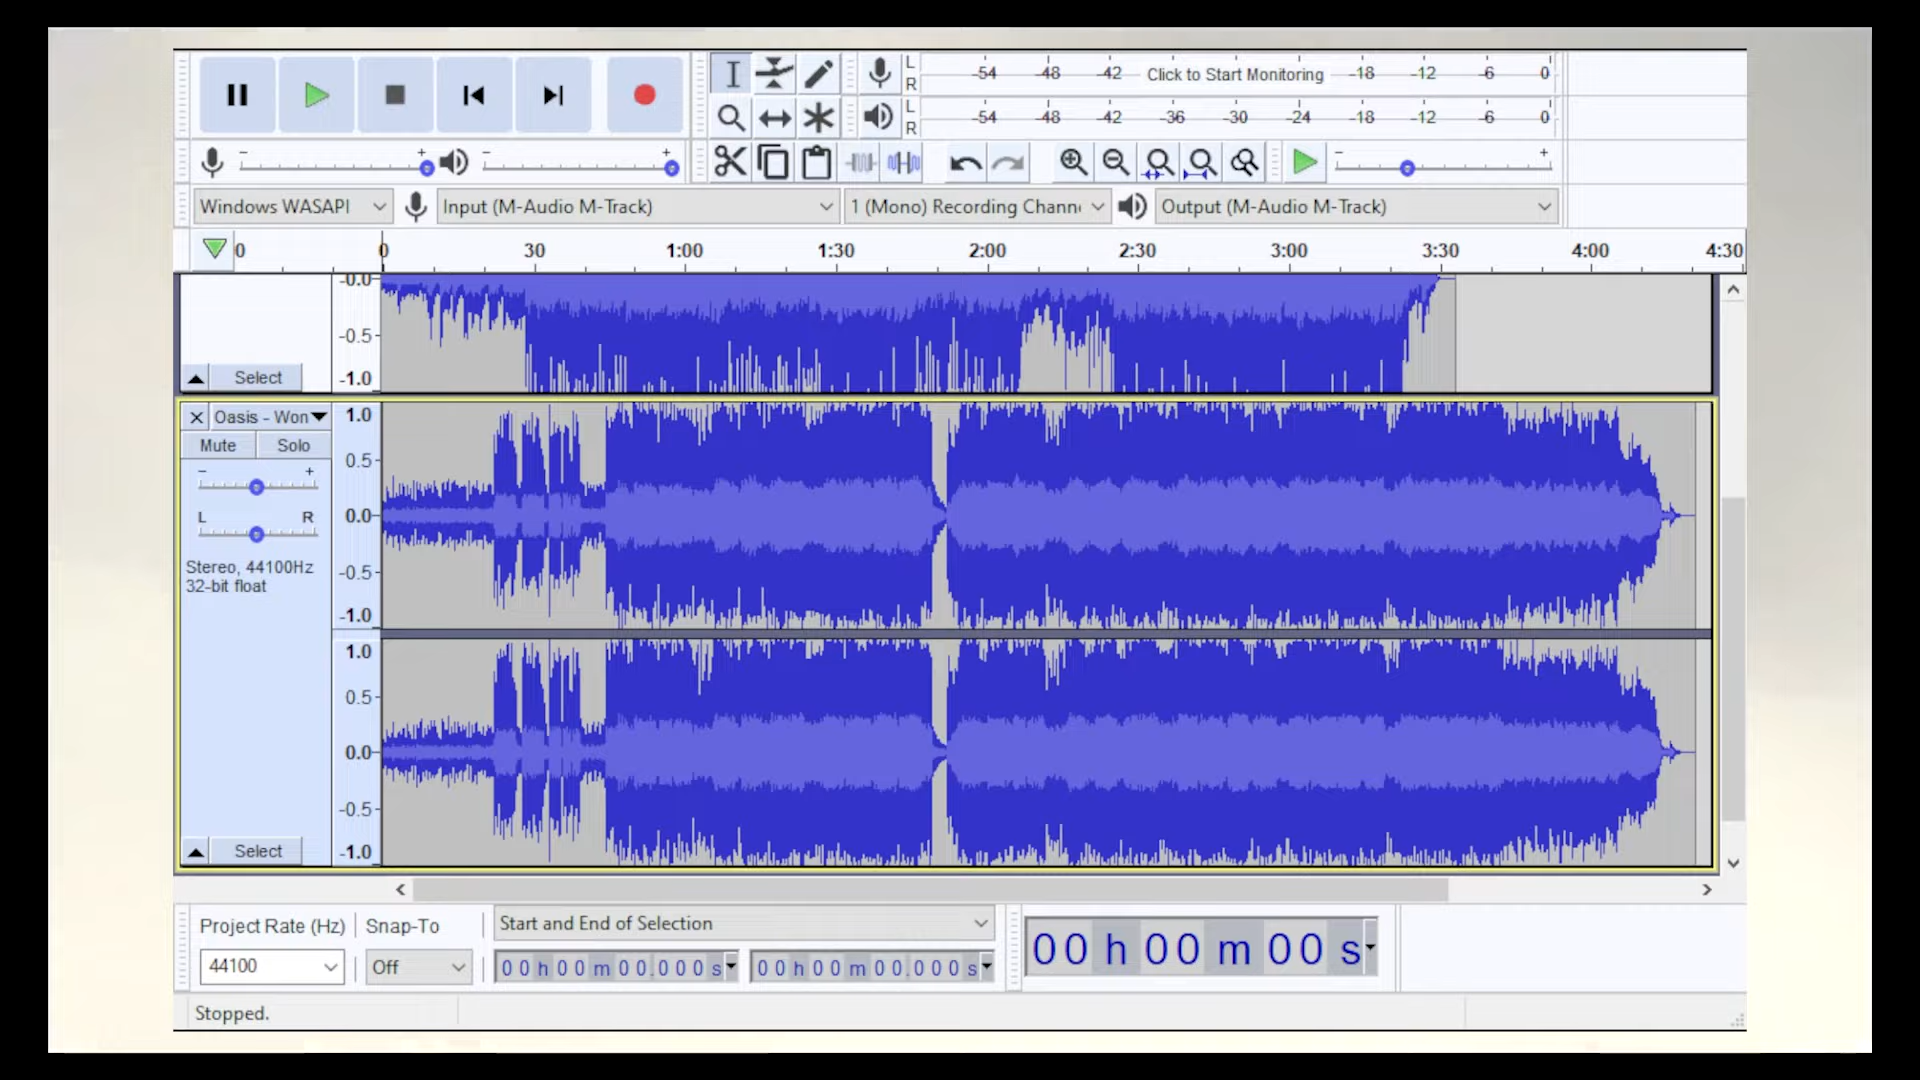 L
R
-54 -48 -42 Click to Start Monitoring -18 -12 -6 0
L
R
-54 -48 -42 -36 -30 -24 -18 -12 -6 0
- + - + - +
Windows WASAPI Input (M-Audio M-Track) 1 (Mono) Recording Chann Output (M-Audio M-Track)
0 0 30 1:00 1:30 2:00 2:30 3:00 3:30 4:00 4:30
-0.0
-0.5
Select -1.0
Oasis - Won 1.0
Mute Solo
- + 0.5
L R 0.0
Stereo, 44100Hz -0.5
32-bit float
-1.0
1.0
0.5
0.0
-0.5
Select -1.0
Project Rate (Hz) Snap-To Start and End of Selection
44100 Off 00 h 00 m 00.000 s 00 h 00 m 00.000 s 00 h 00 m 00 s
Stopped.